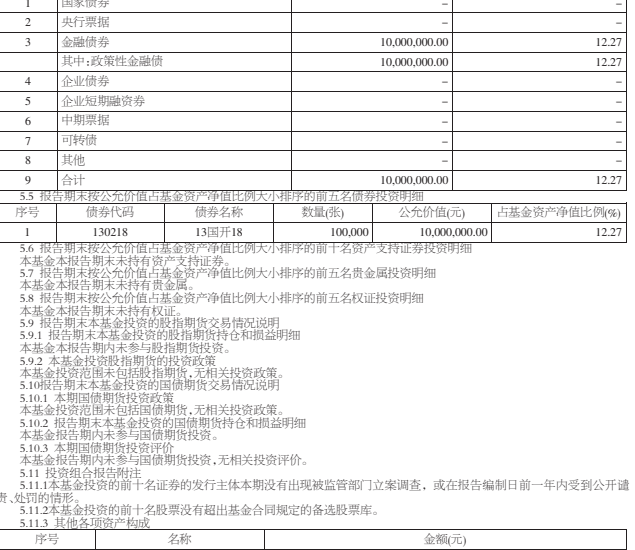 1 国家债券 – –
2 央行票据 – –
3 金融债券 10,000,000.00 12.27
其中:政策性金融债 10,000,000.00 12.27
4 企业债券 – –
5 企业短期融资券 – –
6 中期票据 – –
7 可转债 – –
8 其他 – –
9 合计 10,000,000.00 12.27
5.5 报告期末按公允价值占基金资产净值比例大小排序的前五名债券投资明细
序号 债券代码 债券名称 数量(张) 公允价值(元) 占基金资产净值比例(%)
1 130218 13国开18 100,000 10,000,000.00 12.27
5.6 报告期末按公允价值占基金资产净值比例大小排序的前十名资产支持证券投资明细
本基金本报告期末未持有资产支持证券。
5.7 报告期末按公允价值占基金资产净值比例大小排序的前五名贵金属投资明细
本基金本报告期末未持有贵金属。
5.8 报告期末按公允价值占基金资产净值比例大小排序的前五名权证投资明细
本基金本报告期末未持有权证。
5.9 报告期末本基金投资的股指期货交易情况说明
5.9.1 报告期末本基金投资的股指期货持仓和损益明细
本基金本报告期内未参与股指期货投资。
5.9.2 本基金投资股指期货的投资政策
本基金投资范围未包括股指期货,无相关投资政策。
5.10报告期末本基金投资的国债期货交易情况说明
5.10.1 本期国债期货投资政策
本基金投资范围未包括国债期货,无相关投资政策。
5.10.2 报告期末本基金投资的国债期货持仓和损益明细
本基金报告期内未参与国债期货投资。
5.10.3 本期国债期货投资评价
本基金报告期内未参与国债期货投资,无相关投资评价。
5.11 投资组合报告附注
5.11.1本基金投资的前十名证券的发行主体本期没有出现被监管部门立案调查，或在报告编制日前一年内受到公开谴
责、处罚的情形。
5.11.2本基金投资的前十名股票没有超出基金合同规定的备选股票库。
5.11.3 其他各项资产构成
序号 名称 金额(元)